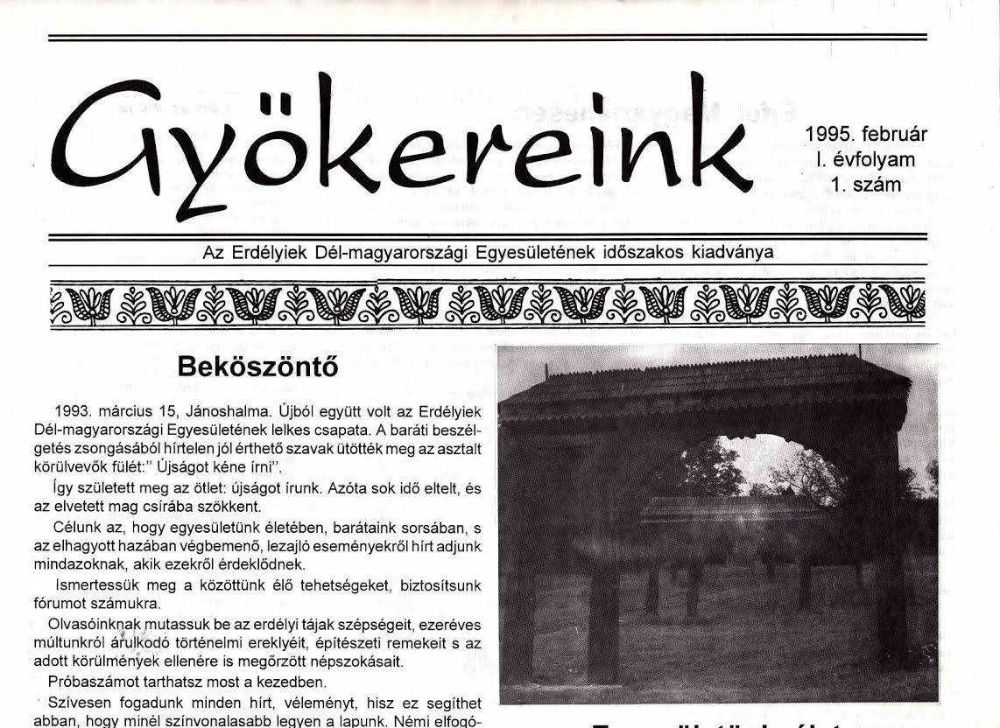 Gyökereink
1995. február
I. évfolyam
1. szám
Az Erdélyiek Dél-magyarországi Egyesületének időszakos kiadványa
Beköszöntő
1993. március 15, Jánoshalma. Újból együtt volt az Erdélyiek
Dél-magyarországi Egyesületének lelkes csapata. A baráti beszél-
getés zsongásából hírtelen jól érthető szavak ütötték meg az asztalt
körülvevők fülét:” Újságot kéne írni”.
Így született meg az ötlet: újságot írunk. Azóta sok idő eltelt, és
az elvetett mag csírába szökkent.
Célunk az, hogy egyesületünk életében, barátaink sorsában, s
az elhagyott hazában végbemenő, lezajló eseményekről hírt adjunk
mindazoknak, akik ezekről érdeklődnek.
Ismertessük meg a közöttünk élő tehetségeket, biztosítsunk
fórumot számukra.
Olvasóinknak mutassuk be az erdélyi tájak szépségeit, ezeréves
múltunkról árulkodó történelmi ereklyéit, építészeti remekeit s az
adott körülmények ellenére is megőrzött népszokásait.
Próbaszámot tarthatsz most a kezedben.
Szívesen fogadunk minden hírt, véleményt, hisz ez segíthet
abban, hogy minél színvonalasabb legyen a lapunk. Némi elfogó-